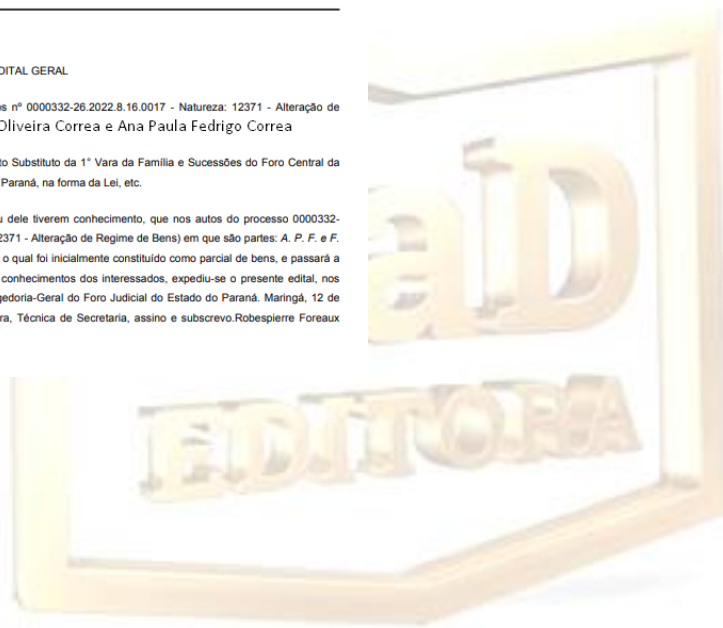 DITAL GERAL
s nº 0000332-26.2022.8.16.0017 - Natureza: 12371 - Alteração de
Oliveira Correa e Ana Paula Fedrigo Correa
to Substituto da 1° Vara da Família e Sucessões do Foro Central da
Paraná, na forma da Lei, etc.
u dele tiverem conhecimento, que nos autos do processo 0000332-
2371 - Alteração de Regime de Bens) em que são partes: A. P. F. e F.
o qual foi inicialmente constituído como parcial de bens, e passará a
conhecimentos dos interessados, expediu-se o presente edital, nos
gedoria-Geral do Foro Judicial do Estado do Paraná. Maringá, 12 de
ra, Técnica de Secretaria, assino e subscrevo.Robespierre Foreaux
aD
EDITORA